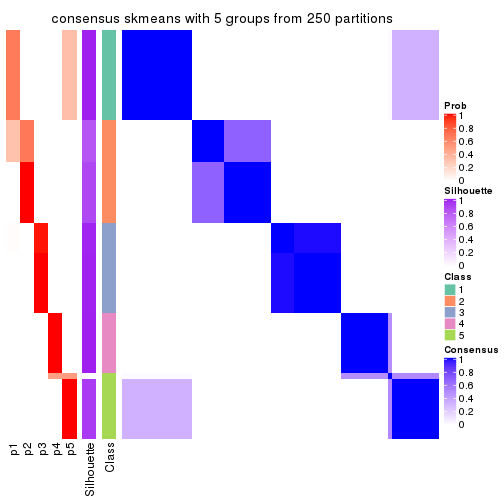 consensus skmeans with 5 groups from 250 partitions
Prob
1
0.8
0.6
0.4
0.2
0
Silhouette
1
0.8
0.6
0.4
0.2
0
Class
1
2
3
4
5
Consensus
1
0.8
0.6
0.4
0.2
0
p1
p2
p3
p4
p5
Silhouette
Class